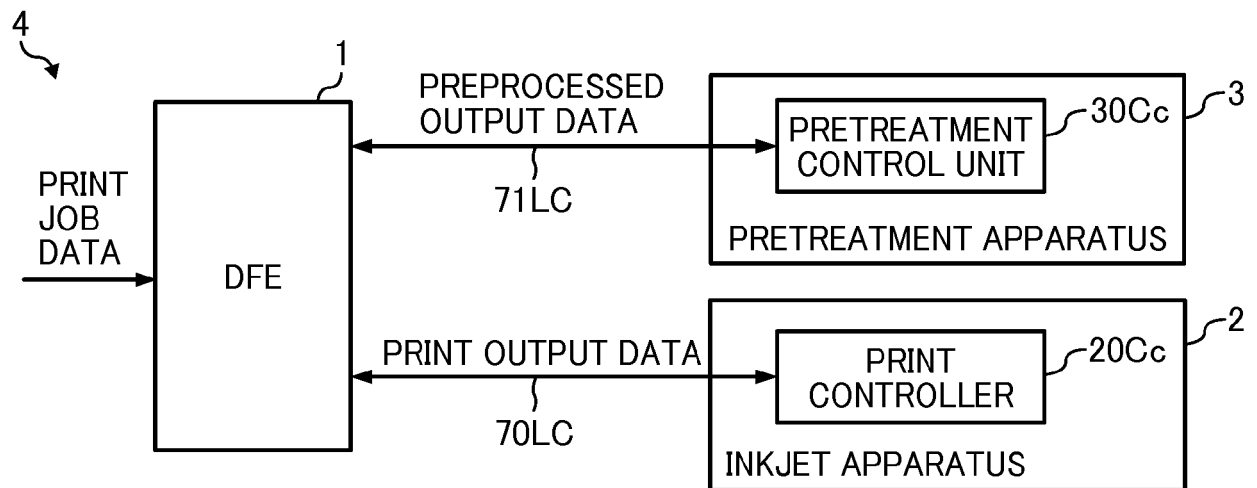 4
1
PRINT
JOB
DATA
DFE
PREPROCESSED
OUTPUT DATA
71LC
PRETREATMENT
CONTROL UNIT
30Cc
3
PRETREATMENT APPARATUS
PRINT OUTPUT DATA
70LC
PRINT
CONTROLLER
20Cc
2
INKJET APPARATUS